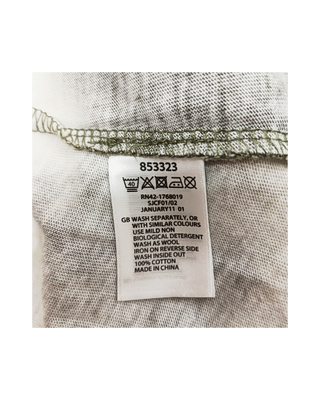 853323
40
RN42-1768019
SJCF01/02
JANUARY11 01
GB WASH SEPARATELY, OR
WITH SIMILAR COLOURS
USE MILD NON
BIOLOGICAL DETERGENT
WASH AS WOOL
IRON ON REVERSE SIDE
WASH INSIDE OUT
100% COTTON
MADE IN CHINA